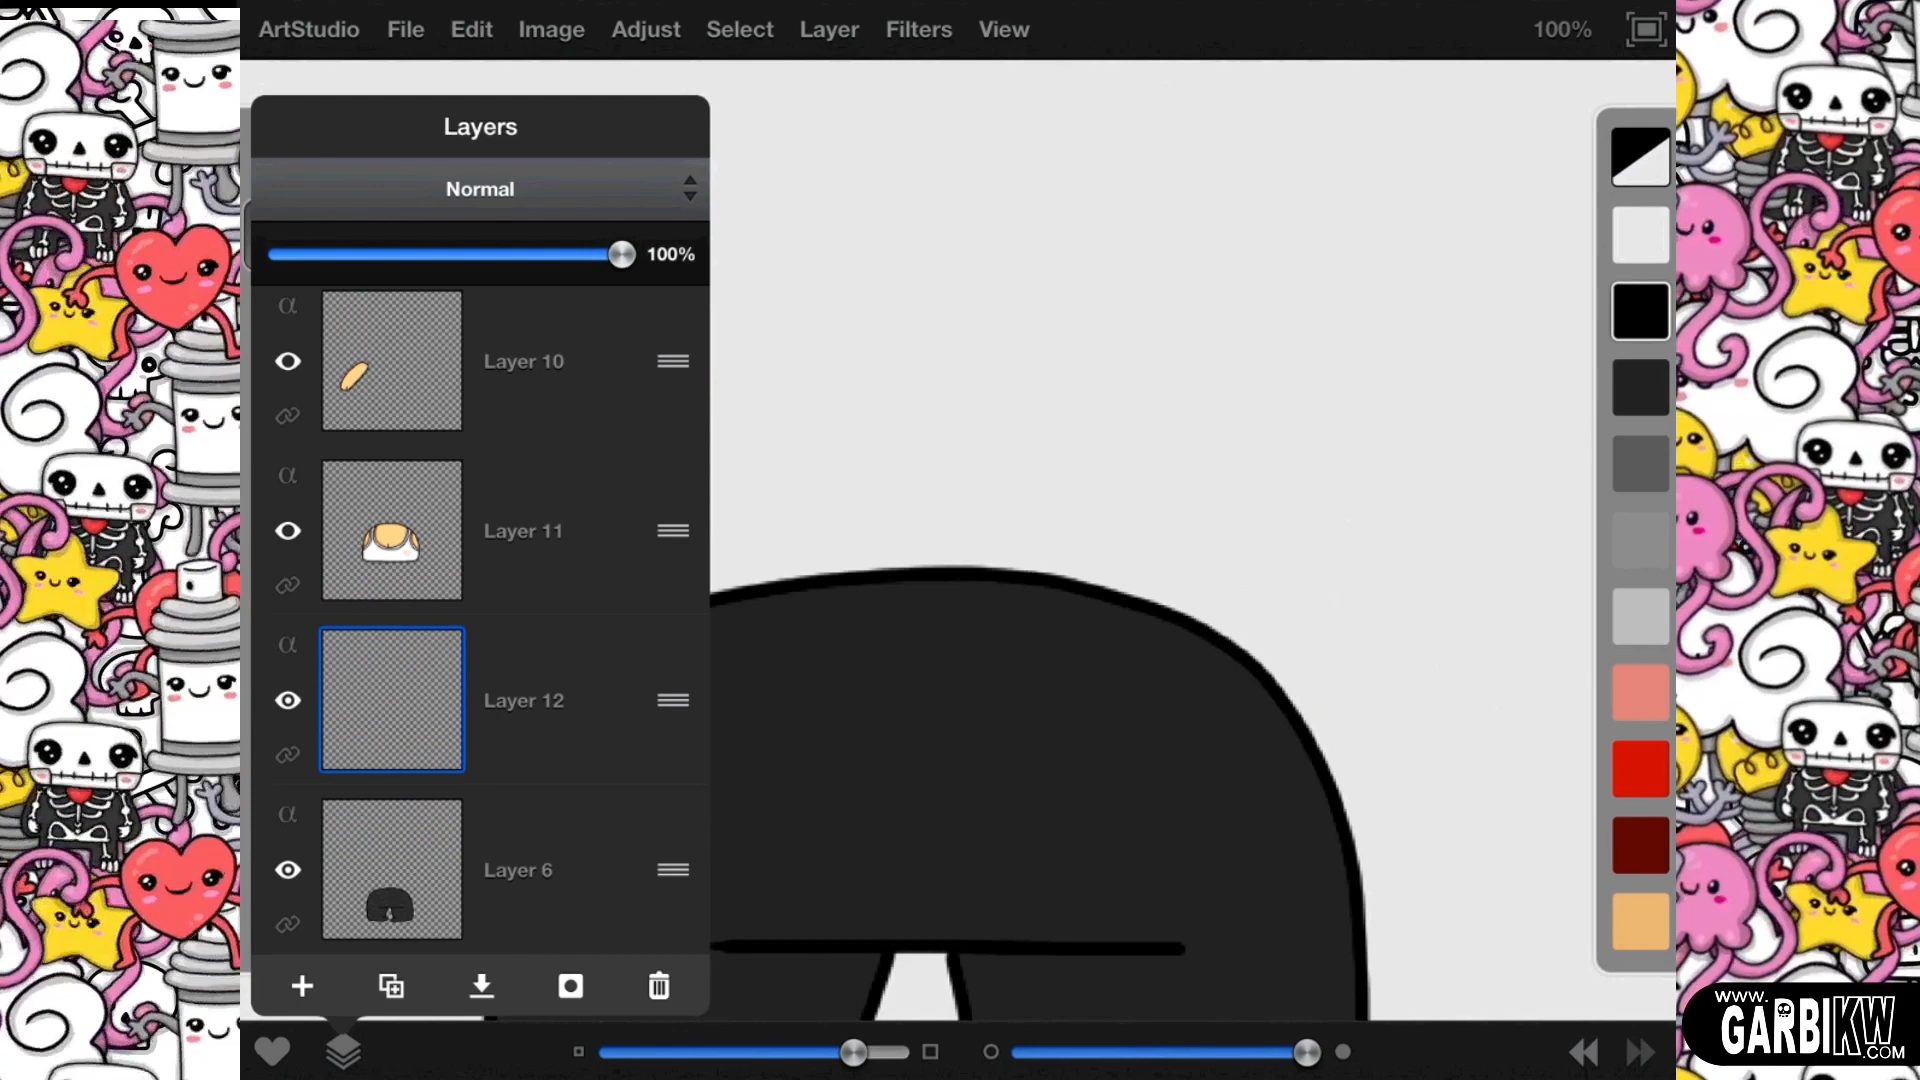 ArtStudio File Edit Image Adjust Select Layer Filters View 100%
Layers
Normal
100%
α
Layer 10
α
Layer 11
α
Layer 12
α
Layer 6
WWW.
GARBIKW
.COM